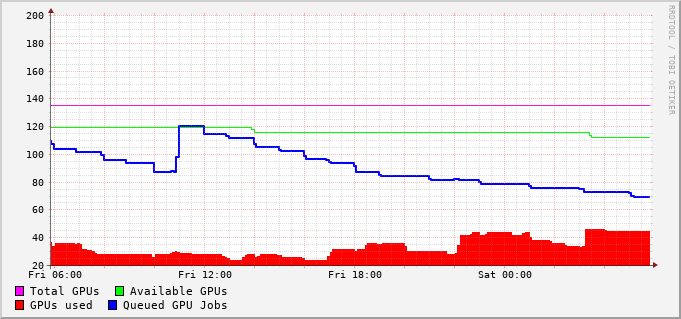 200
180
160
140
120
100
80
60
40
20
Fri 06:00 Fri 12:00 Fri 18:00 Sat 00:00
Total GPUs Available GPUs
GPUs used Queued GPU Jobs
RRDTOOL / TOBI OETIKER